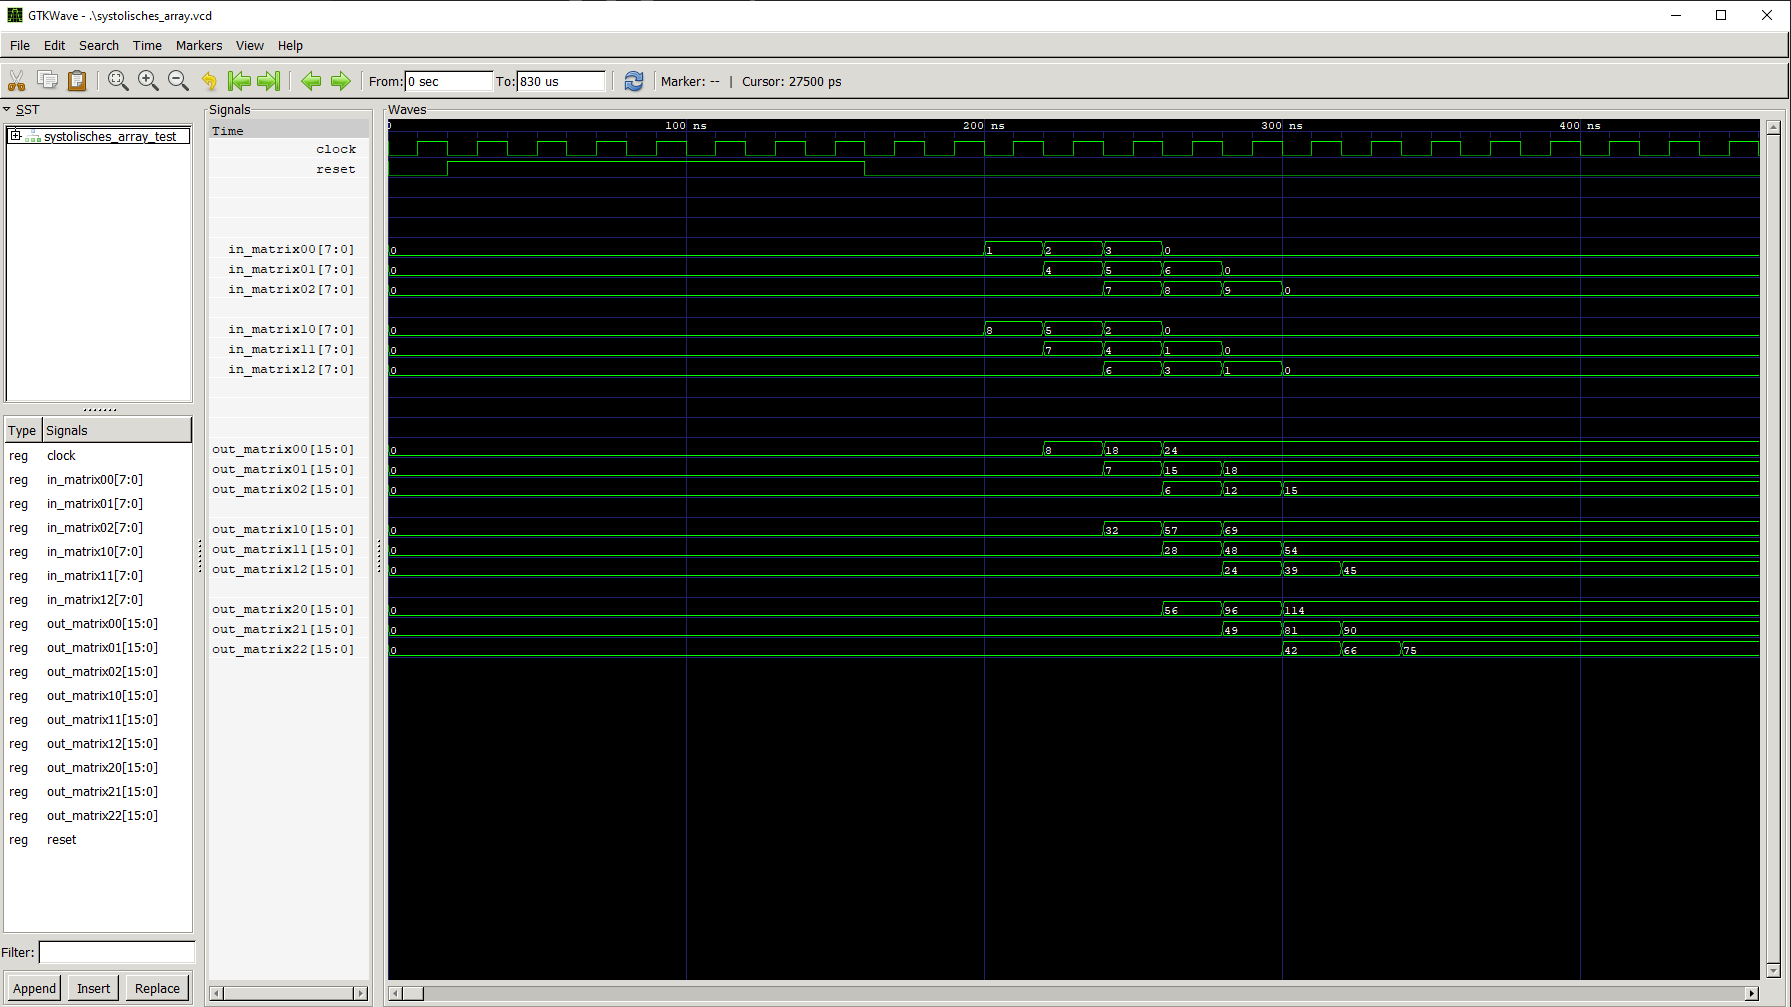 GTKWave - .\systolisches_array.vcd
File Edit Search Time Markers View Help
From: 0 sec To: 830 us Marker: -- | Cursor: 27500 ps
SST
systolisches_array_test
Type Signals
reg clock
reg in_matrix00[7:0]
reg in_matrix01[7:0]
reg in_matrix02[7:0]
reg in_matrix10[7:0]
reg in_matrix11[7:0]
reg in_matrix12[7:0]
reg out_matrix00[15:0]
reg out_matrix01[15:0]
reg out_matrix02[15:0]
reg out_matrix10[15:0]
reg out_matrix11[15:0]
reg out_matrix12[15:0]
reg out_matrix20[15:0]
reg out_matrix21[15:0]
reg out_matrix22[15:0]
reg reset
Filter:
Append Insert Replace
Signals
Waves
Time 0 100 ns 200 ns 300 ns 400 ns
clock
reset
in_matrix00[7:0] 0 1 2 3 0
in_matrix01[7:0] 0 4 5 6 0
in_matrix02[7:0] 0 7 8 9 0
in_matrix10[7:0] 0 8 5 2 0
in_matrix11[7:0] 0 7 4 1 0
in_matrix12[7:0] 0 6 3 1 0
out_matrix00[15:0] 0 8 18 24
out_matrix01[15:0] 0 7 15 18
out_matrix02[15:0] 0 6 12 15
out_matrix10[15:0] 0 32 57 69
out_matrix11[15:0] 0 28 48 54
out_matrix12[15:0] 0 24 39 45
out_matrix20[15:0] 0 56 96 114
out_matrix21[15:0] 0 49 81 90
out_matrix22[15:0] 0 42 66 75